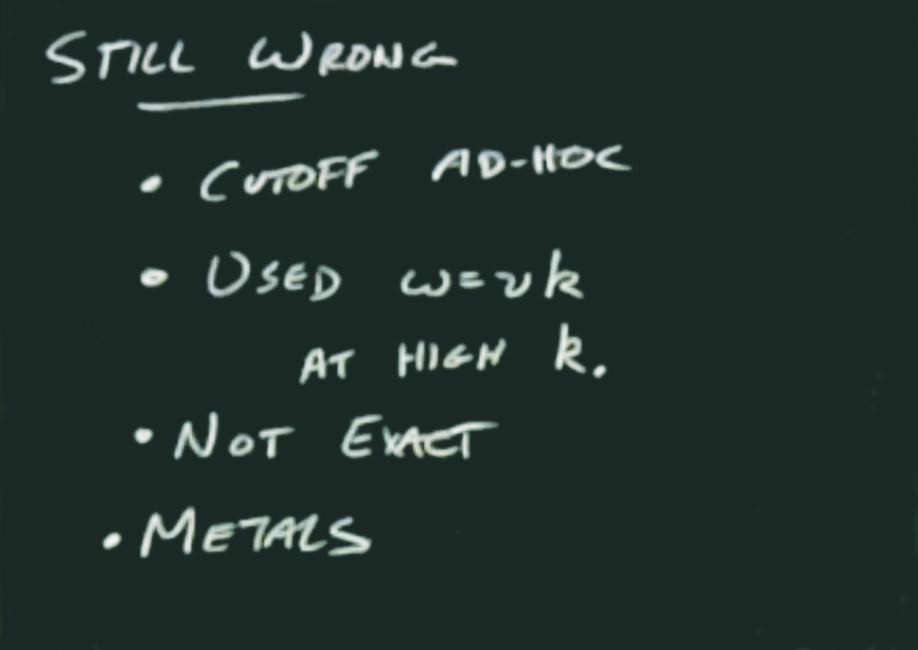 STILL WRONG
• CUTOFF AD-HOC
• USED ω=vk
AT HIGH k.
• NOT EXACT
• METALS